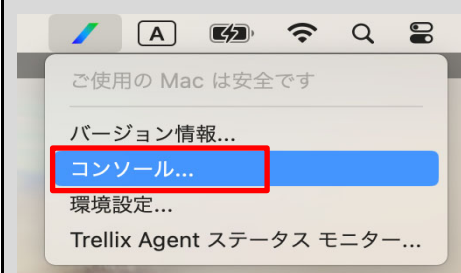 A
ご使用の Mac は安全です
バージョン情報...
コンソール...
環境設定...
Trellix Agent ステータス モニター...